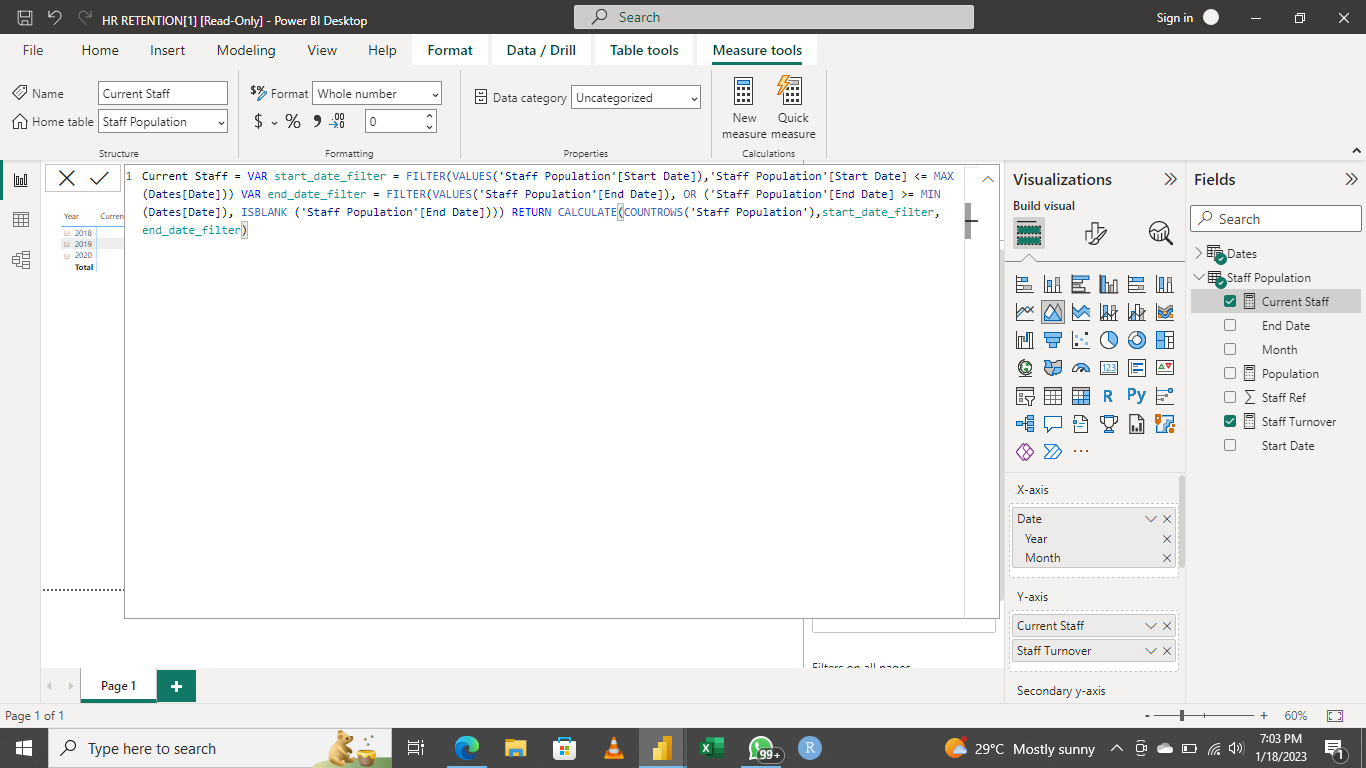 HR RETENTION[1] [Read-Only] - Power BI Desktop
Search
Sign in
File Home Insert Modeling View Help Format Data / Drill Table tools Measure tools
Name Current Staff
Home table Staff Population
Structure
$% Format Whole number
$ % 9 .00 0
Formatting
Data category Uncategorized
Properties
New measure
Quick measure
Calculations
1 Current Staff = VAR start_date_filter = FILTER(VALUES('Staff Population'[Start Date]),'Staff Population'[Start Date] <= MAX
(Dates[Date])) VAR end_date_filter = FILTER(VALUES('Staff Population'[End Date]), OR ('Staff Population'[End Date] >= MIN
(Dates[Date]), ISBLANK ('Staff Population'[End Date]))) RETURN CALCULATE(COUNTROWS('Staff Population'),start_date_filter,
end_date_filter)
Year Curren
2018
2019
2020
Total
Filters on all pages
Visualizations
Build visual
123
R Py
...
X-axis
Date
Year
Month
Y-axis
Current Staff
Staff Turnover
Secondary y-axis
Fields
Search
Dates
Staff Population
Current Staff
End Date
Month
Population
Staff Ref
Staff Turnover
Start Date
Page 1
Page 1 of 1
- + 60%
Type here to search
99+
R
29°C Mostly sunny
7:03 PM
1/18/2023
1